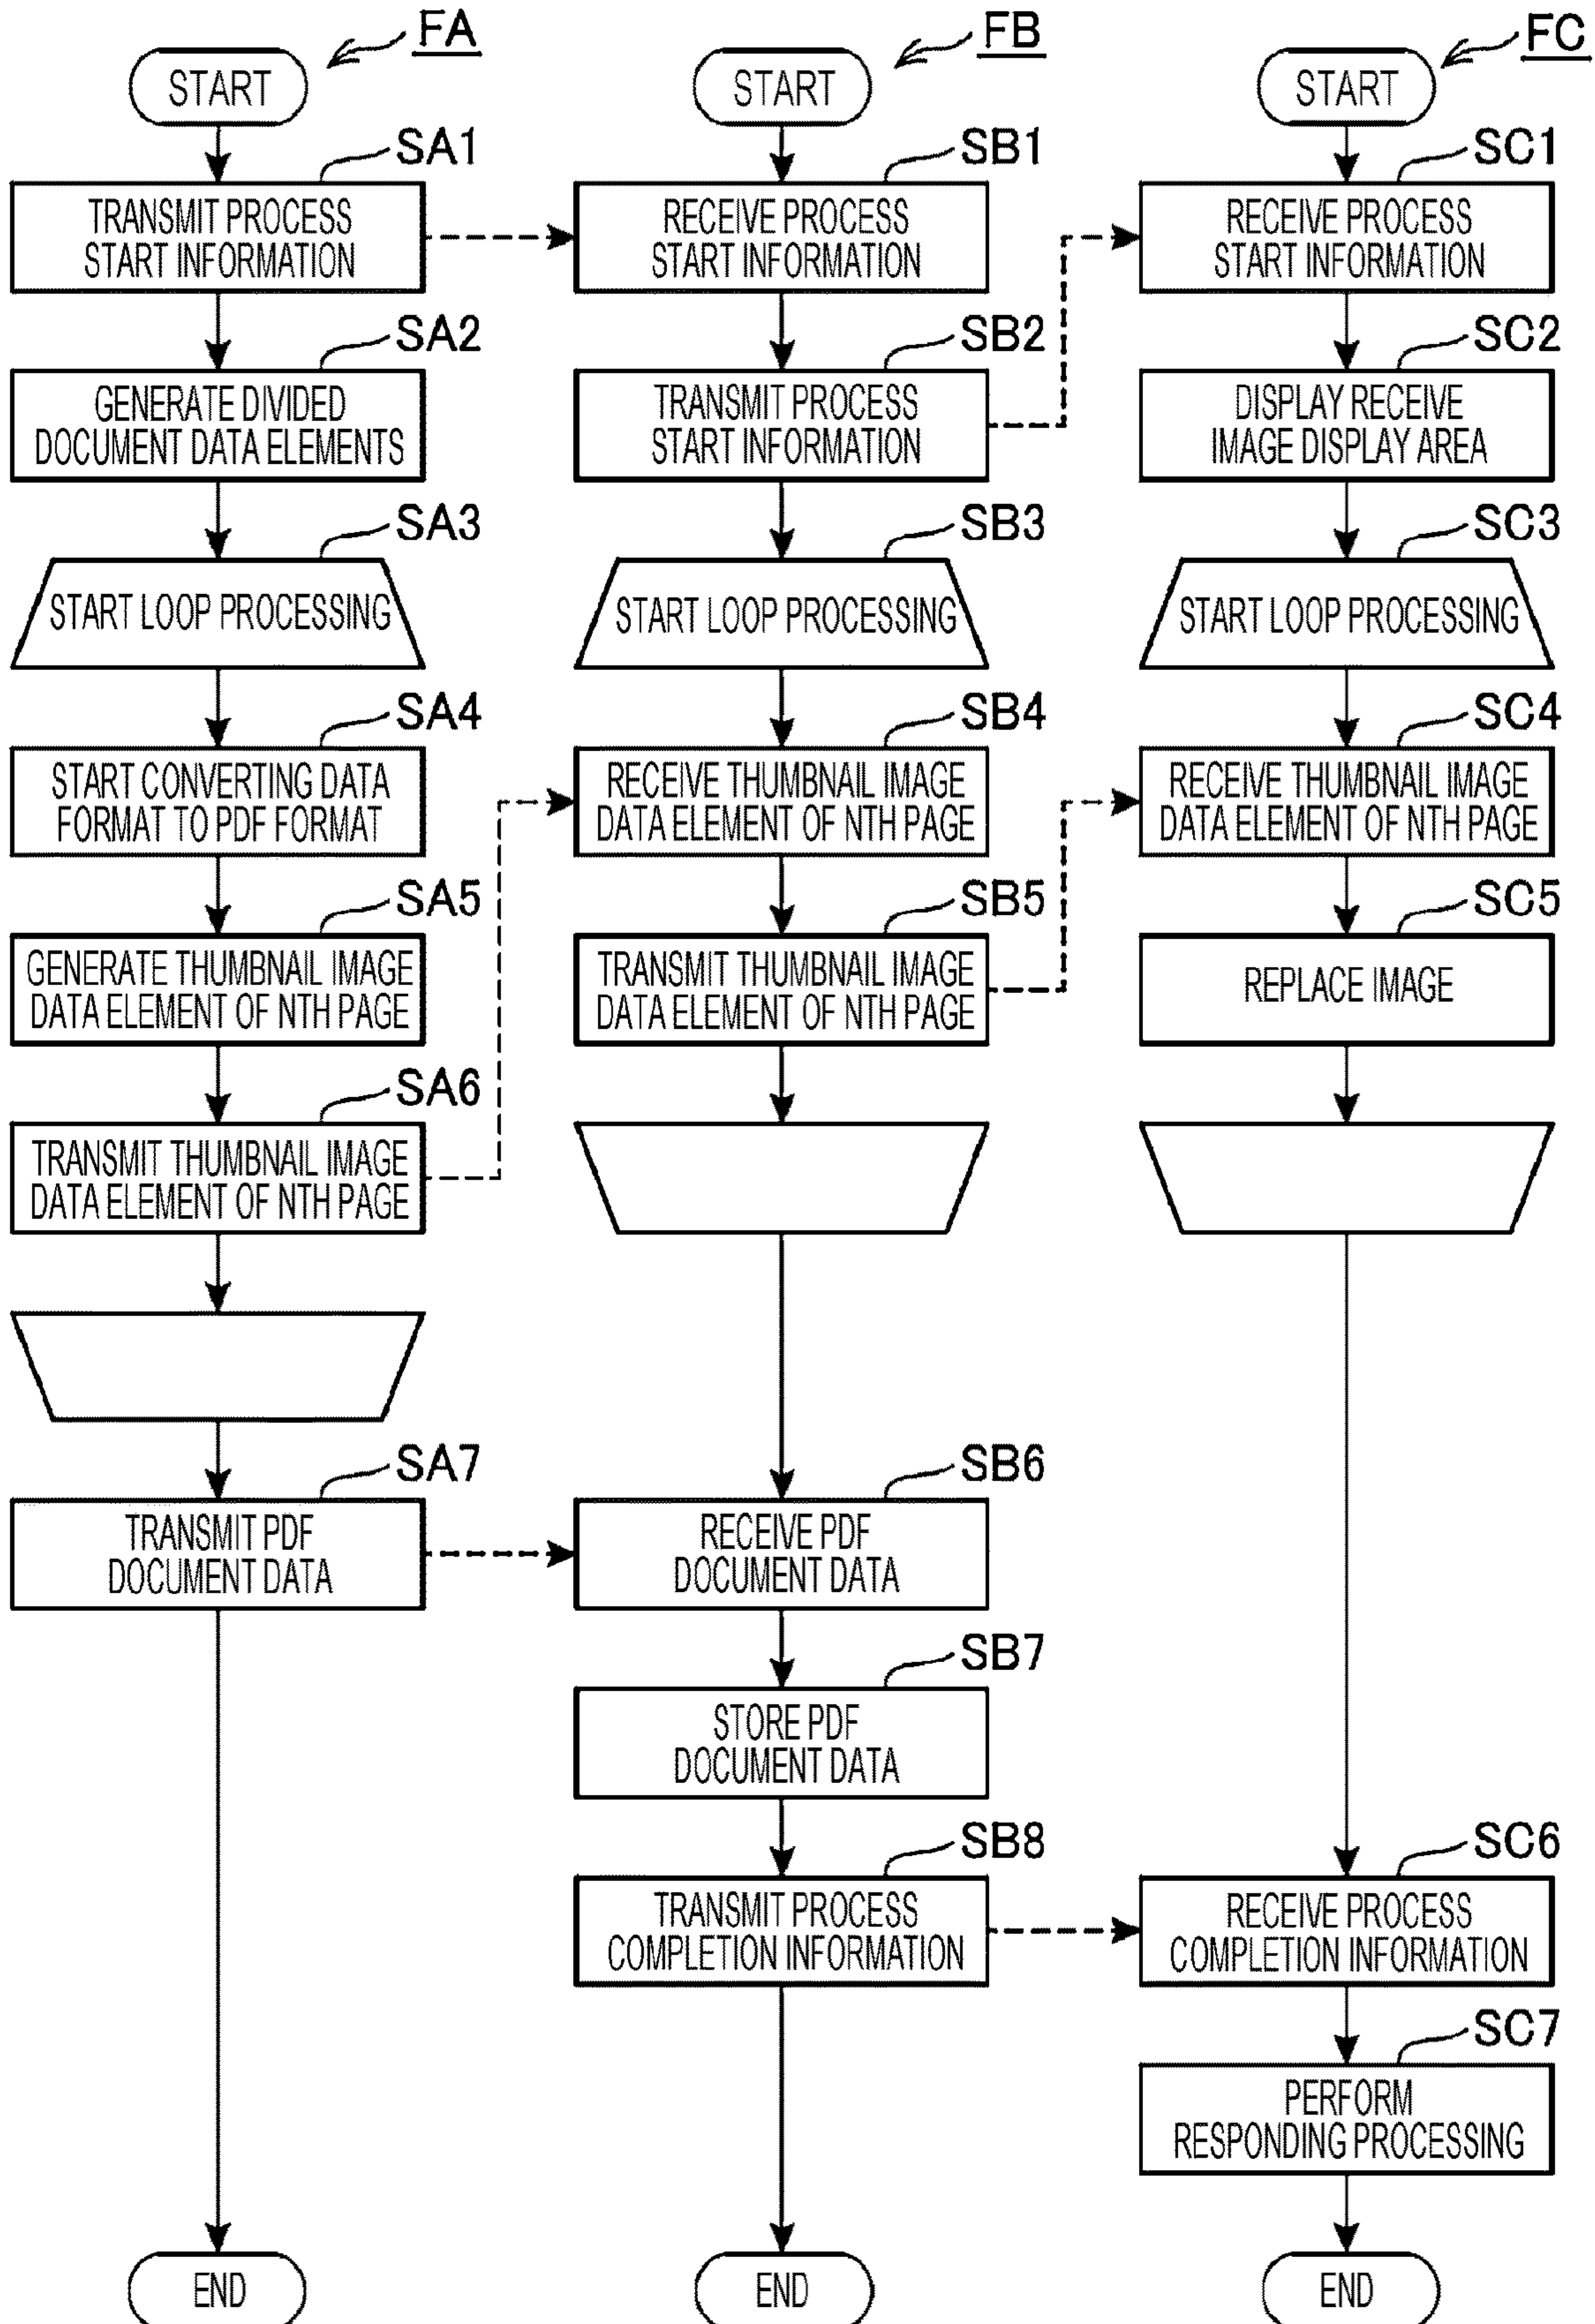 FA
START
SA1
TRANSMIT PROCESS
START INFORMATION
SA2
GENERATE DIVIDED
DOCUMENT DATA ELEMENTS
SA3
START LOOP PROCESSING
SA4
START CONVERTING DATA
FORMAT TO PDF FORMAT
SA5
GENERATE THUMBNAIL IMAGE
DATA ELEMENT OF NTH PAGE
SA6
TRANSMIT THUMBNAIL IMAGE
DATA ELEMENT OF NTH PAGE
SA7
TRANSMIT PDF
DOCUMENT DATA
END
FB
START
SB1
RECEIVE PROCESS
START INFORMATION
SB2
TRANSMIT PROCESS
START INFORMATION
SB3
START LOOP PROCESSING
SB4
RECEIVE THUMBNAIL IMAGE
DATA ELEMENT OF NTH PAGE
SB5
TRANSMIT THUMBNAIL IMAGE
DATA ELEMENT OF NTH PAGE
SB6
RECEIVE PDF
DOCUMENT DATA
SB7
STORE PDF
DOCUMENT DATA
SB8
TRANSMIT PROCESS
COMPLETION INFORMATION
END
FC
START
SC1
RECEIVE PROCESS
START INFORMATION
SC2
DISPLAY RECEIVE
IMAGE DISPLAY AREA
SC3
START LOOP PROCESSING
SC4
RECEIVE THUMBNAIL IMAGE
DATA ELEMENT OF NTH PAGE
SC5
REPLACE IMAGE
SC6
RECEIVE PROCESS
COMPLETION INFORMATION
SC7
PERFORM
RESPONDING PROCESSING
END